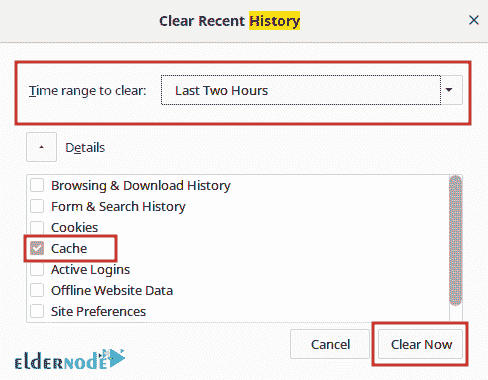 Clear Recent History
Time range to clear: Last Two Hours
Details
Browsing & Download History
Form & Search History
Cookies
Cache
Active Logins
Offline Website Data
Site Preferences
Cancel Clear Now
ELDERNODE